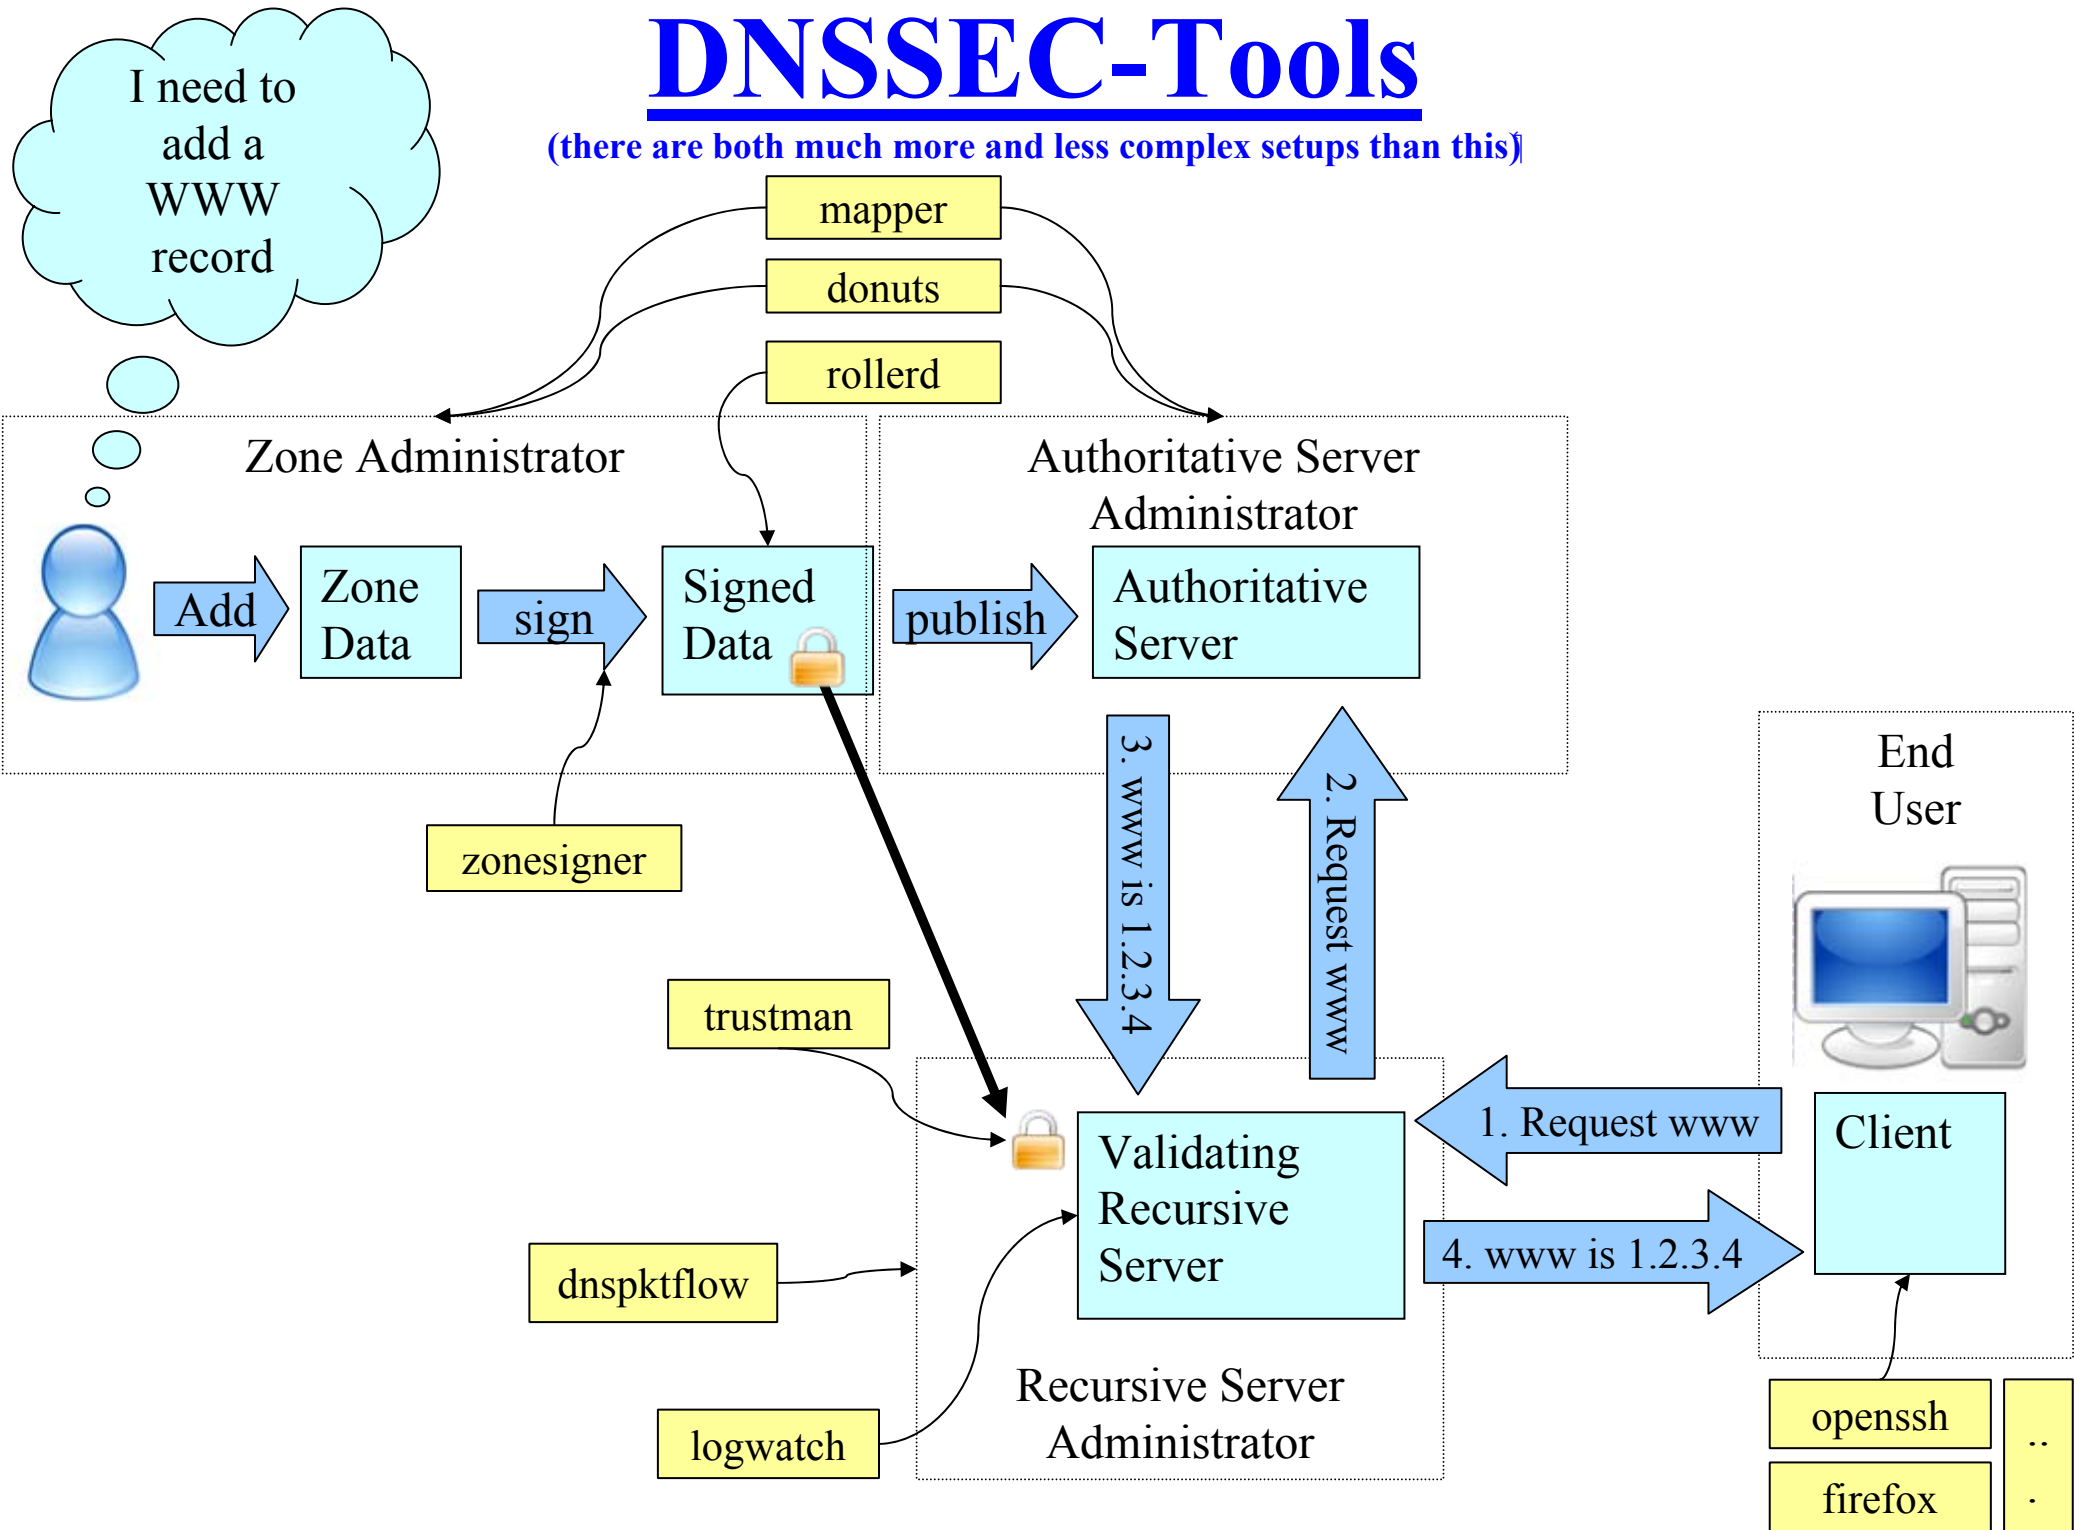 DNSSEC-Tools
(there are both much more and less complex setups than this)
I need to
add a
WWW
record
mapper
donuts
rollerd
Zone Administrator
Authoritative Server
Administrator
Add
Zone
Data
sign
Signed
Data
publish
Authoritative
Server
zonesigner
3. www is 1.2.3.4
2. Request www
End
User
trustman
1. Request www
Client
Validating
Recursive
Server
4. www is 1.2.3.4
dnspktflow
Recursive Server
Administrator
logwatch
openssh
firefox
..
.